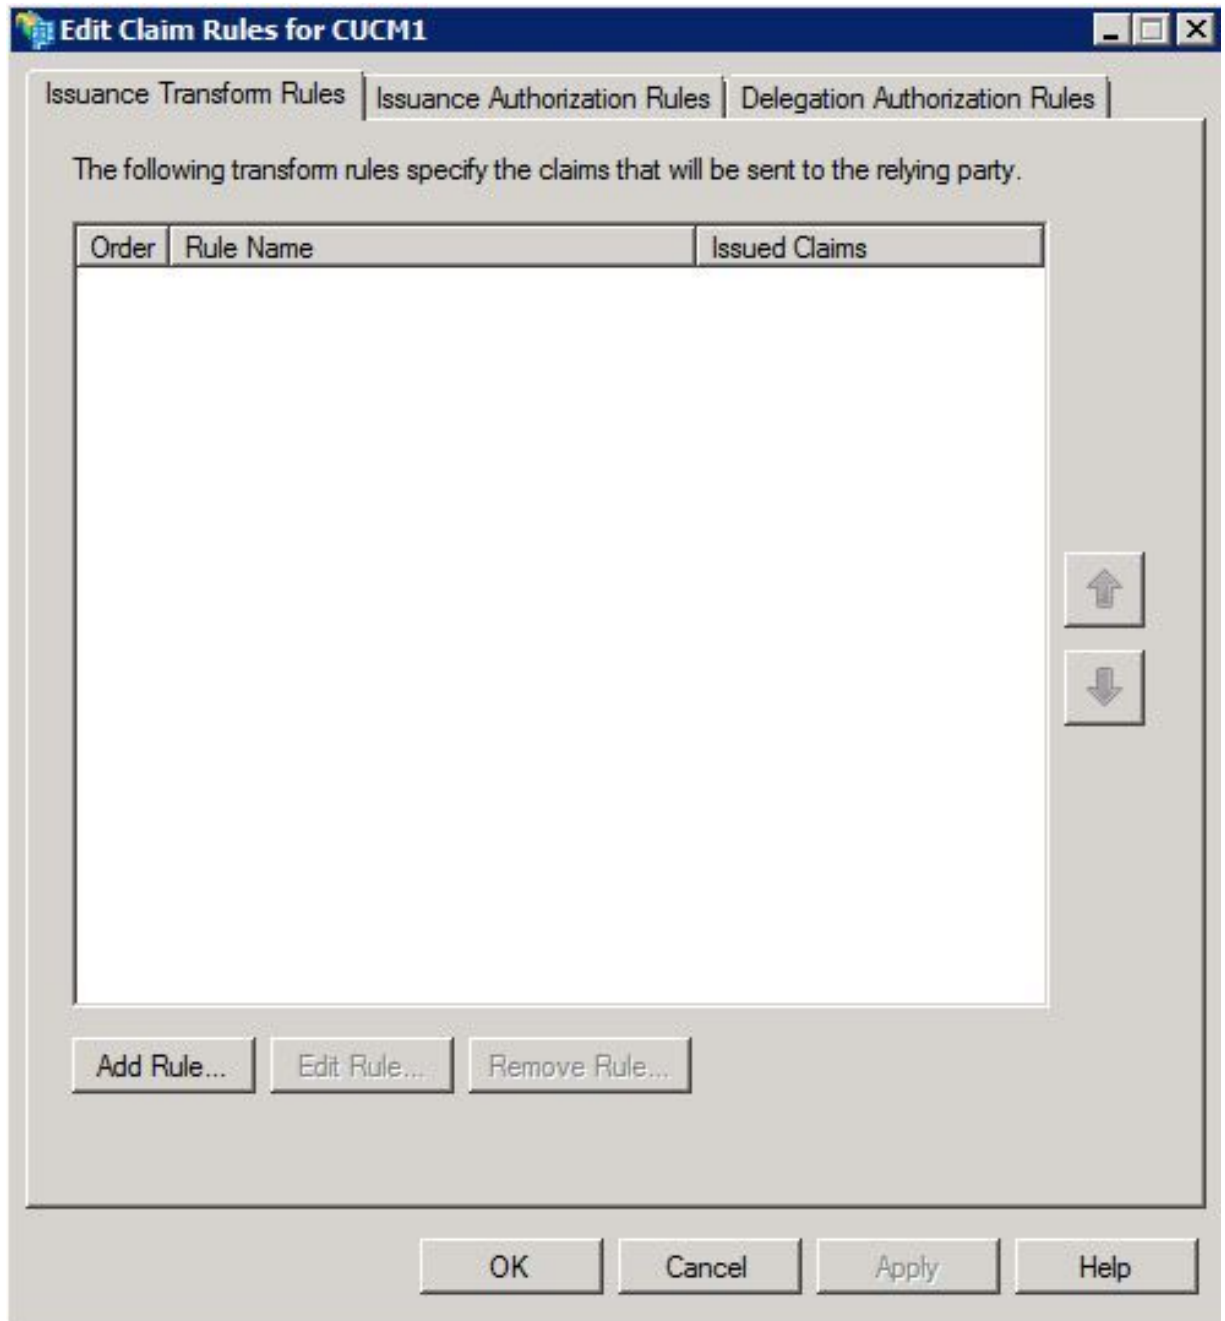 Edit Claim Rules for CUCM1
Issuance Transform Rules Issuance Authorization Rules Delegation Authorization Rules
The following transform rules specify the claims that will be sent to the relying party.
Order Rule Name Issued Claims
Add Rule... Edit Rule... Remove Rule...
OK Cancel Apply Help